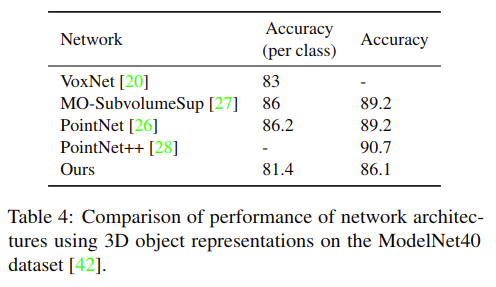 Network Accuracy (per class) Accuracy
VoxNet [20] 83 -
MO-SubvolumeSup [27] 86 89.2
PointNet [26] 86.2 89.2
PointNet++ [28] - 90.7
Ours 81.4 86.1
Table 4: Comparison of performance of network architec-
tures using 3D object representations on the ModelNet40
dataset [42].